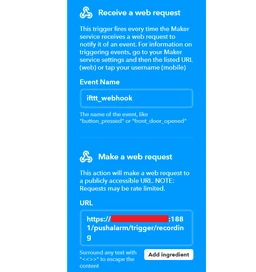 Receive a web request
This trigger fires every time the Maker
service receives a web request to
notify it of an event. For information on
triggering events, go to your Maker
service settings and then the listed URL
(web) or tap your username (mobile)
Event Name
ifttt_webhook
The name of the event, like
"button_pressed" or "front_door_opened"
Make a web request
This action will make a web request to
a publicly accessible URL. NOTE:
Requests may be rate limited.
URL
https:// :188
1/pushalarm/trigger/recordin
g
Surround any text with
"<<<>>" to escape the
content
Add ingredient